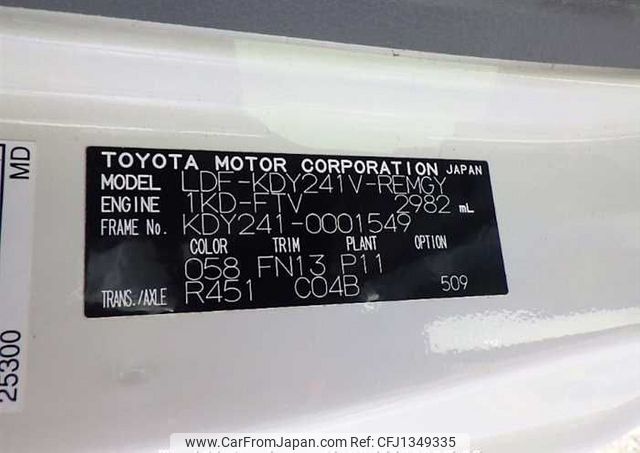 TOYOTA MOTOR CORPORATION JAPAN
MODEL LDF-KDY241V-REMGY
ENGINE 1KD-FTV 2982 mL
FRAME No. KDY241-0001549
COLOR TRIM PLANT OPTION
058 FN13 P11
TRANS./AXLE R451 C04B 509
MD
25300
www.CarFromJapan.com - CFJ1349335